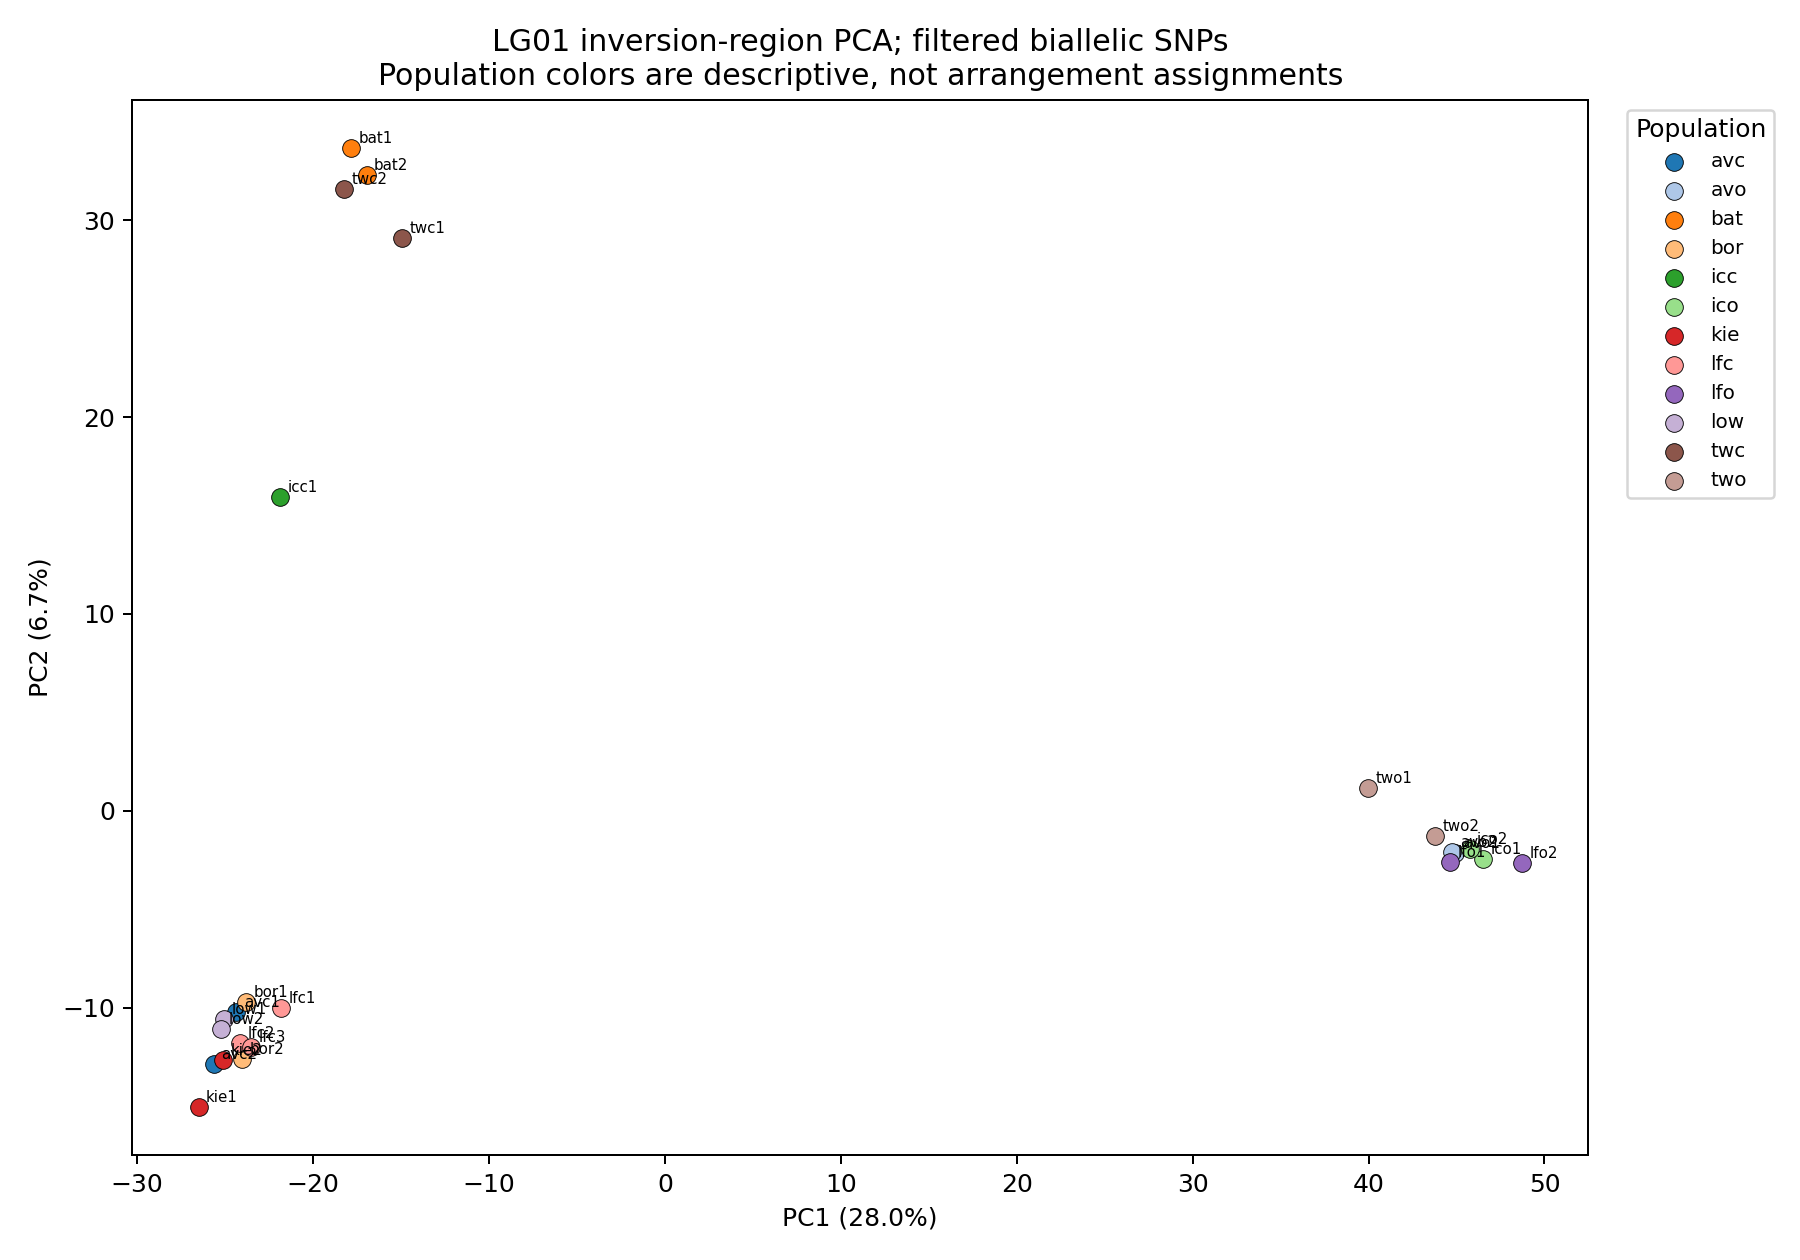 LG01 inversion-region PCA; filtered biallelic SNPs
Population colors are descriptive, not arrangement assignments
Population
avc
avo
bat
bor
icc
ico
kie
lfc
lfo
low
twc
two
bat1
bat2
twc2
twc1
icc1
two1
two2
ico1
lfo2
bor1
avc1
lfc1
low1
low2
lfc2
lfc3
bor2
avc2
kie1
30
20
10
0
−10
PC2 (6.7%)
−30
−20
−10
0
10
20
30
40
50
PC1 (28.0%)